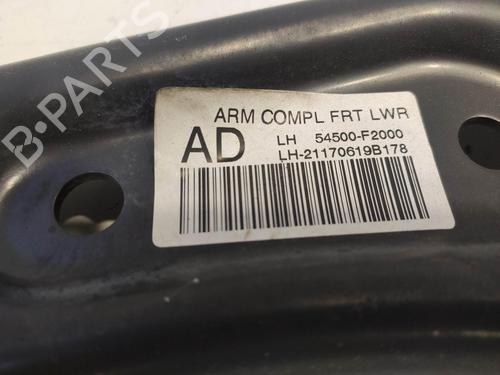 ARM COMPL FRT LWR
AD LH 54500-F2000
LH-21170619B178
B-PARTS